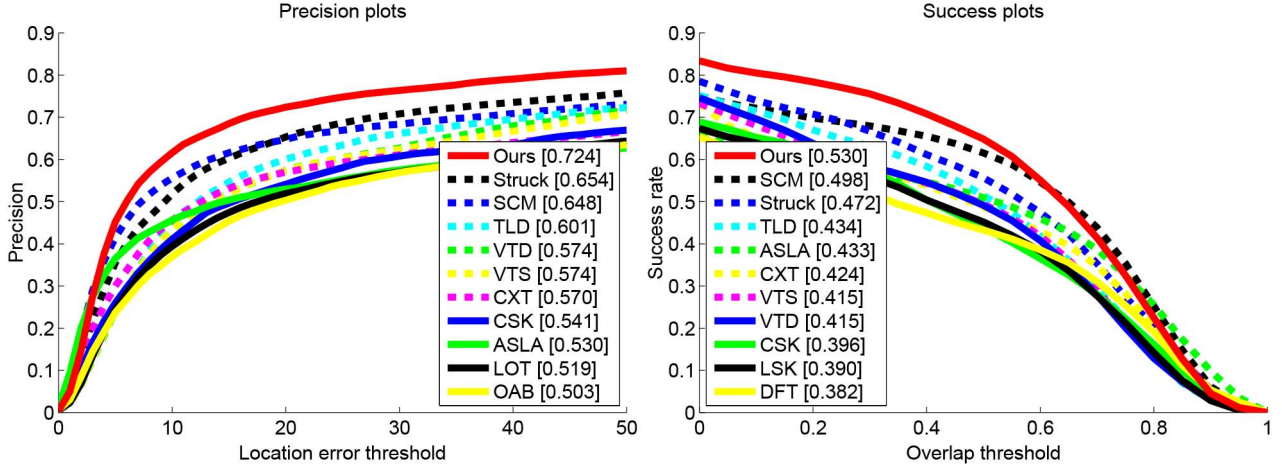 Precision plots
Precision
0.9
0.8
0.7
0.6
0.5
0.4
0.3
0.2
0.1
0
0 10 20 30 40 50
Location error threshold
Ours [0.724]
Struck [0.654]
SCM [0.648]
TLD [0.601]
VTD [0.574]
VTS [0.574]
CXT [0.570]
CSK [0.541]
ASLA [0.530]
LOT [0.519]
OAB [0.503]
Success plots
Success rate
0.9
0.8
0.7
0.6
0.5
0.4
0.3
0.2
0.1
0
0 0.2 0.4 0.6 0.8 1
Overlap threshold
Ours [0.530]
SCM [0.498]
Struck [0.472]
TLD [0.434]
ASLA [0.433]
CXT [0.424]
VTS [0.415]
VTD [0.415]
CSK [0.396]
LSK [0.390]
DFT [0.382]